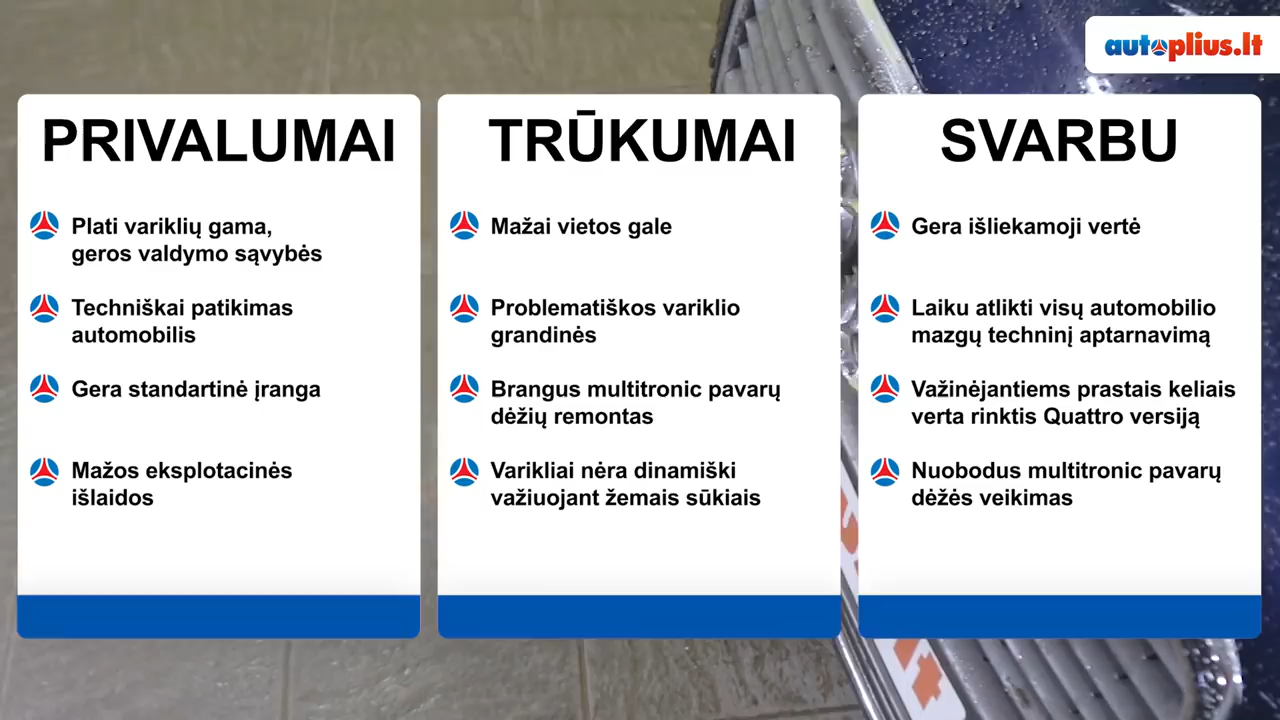 autoplius.lt
PRIVALUMAI
Plati variklių gama,
geros valdymo sąvybės
Techniškai patikimas
automobilis
Gera standartinė įranga
Mažos eksplotacinės
išlaidos
TRŪKUMAI
Mažai vietos gale
Problematiškos variklio
grandinės
Brangus multitronic pavarų
dėžių remontas
Varikliai nėra dinamiški
važiuojant žemais sūkiais
SVARBU
Gera išliekamoji vertė
Laiku atlikti visų automobilio
mazgų techninį aptarnavimą
Važinėjantiems prastais keliais
verta rinktis Quattro versiją
Nuobodus multitronic pavarų
dėžės veikimas